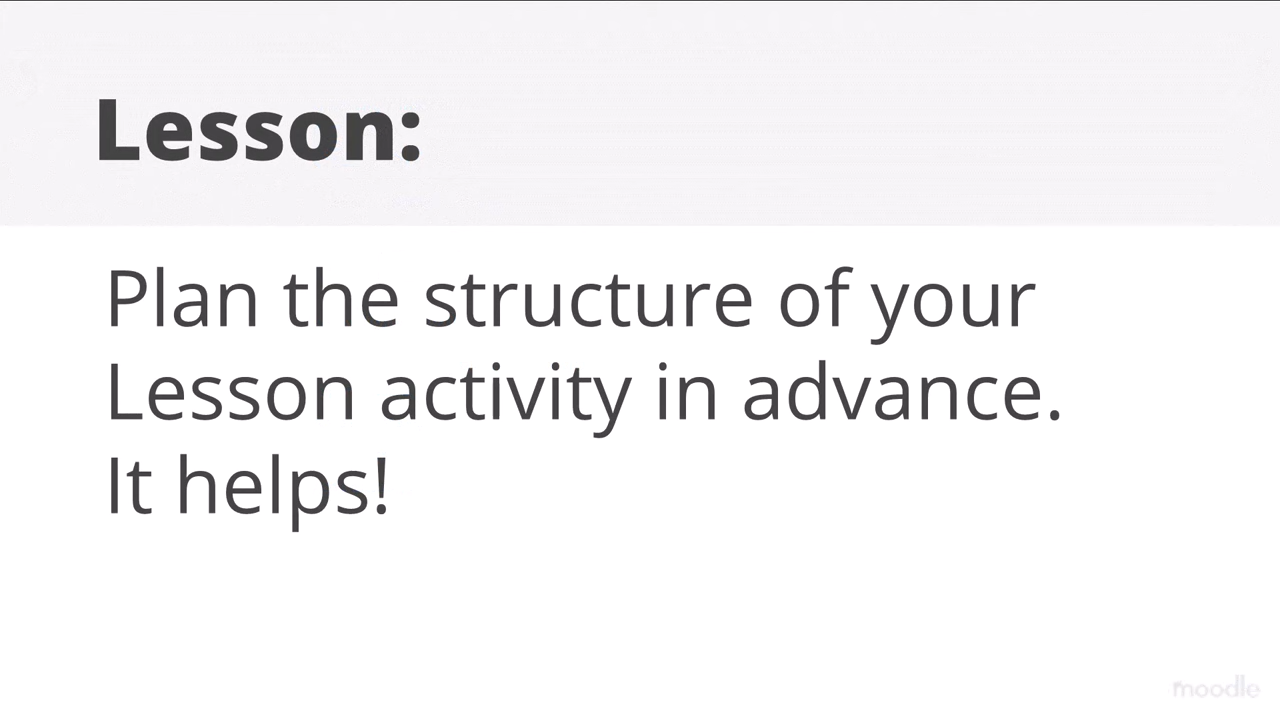 Lesson:
Plan the structure of your
Lesson activity in advance.
It helps!
moodle